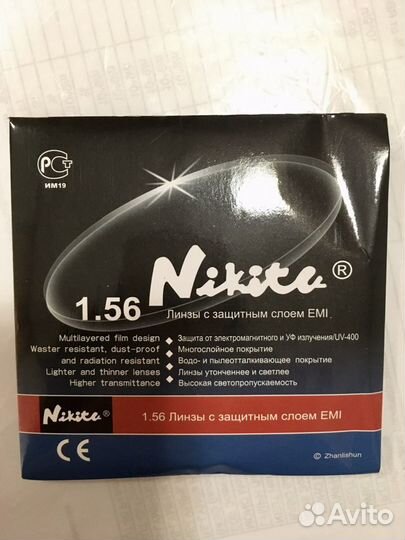 РСТ
ИМ19
1.56 Nikita ®
Линзы с защитным слоем EMI
Multilayered film design
Waster resistant, dust-proof
and radiation resistant
Lighter and thinner lenses
Higher transmittance
Защита от электромагнитного и УФ излучения/UV-400
Многослойное покрытие
Водо- и пылеотталкивающее покрытие
Линзы утонченнее и светлее
Высокая светопропускаемость
Nikita ®
1.56 Линзы с защитным слоем EMI
CE
© Zhanlishun
Avito